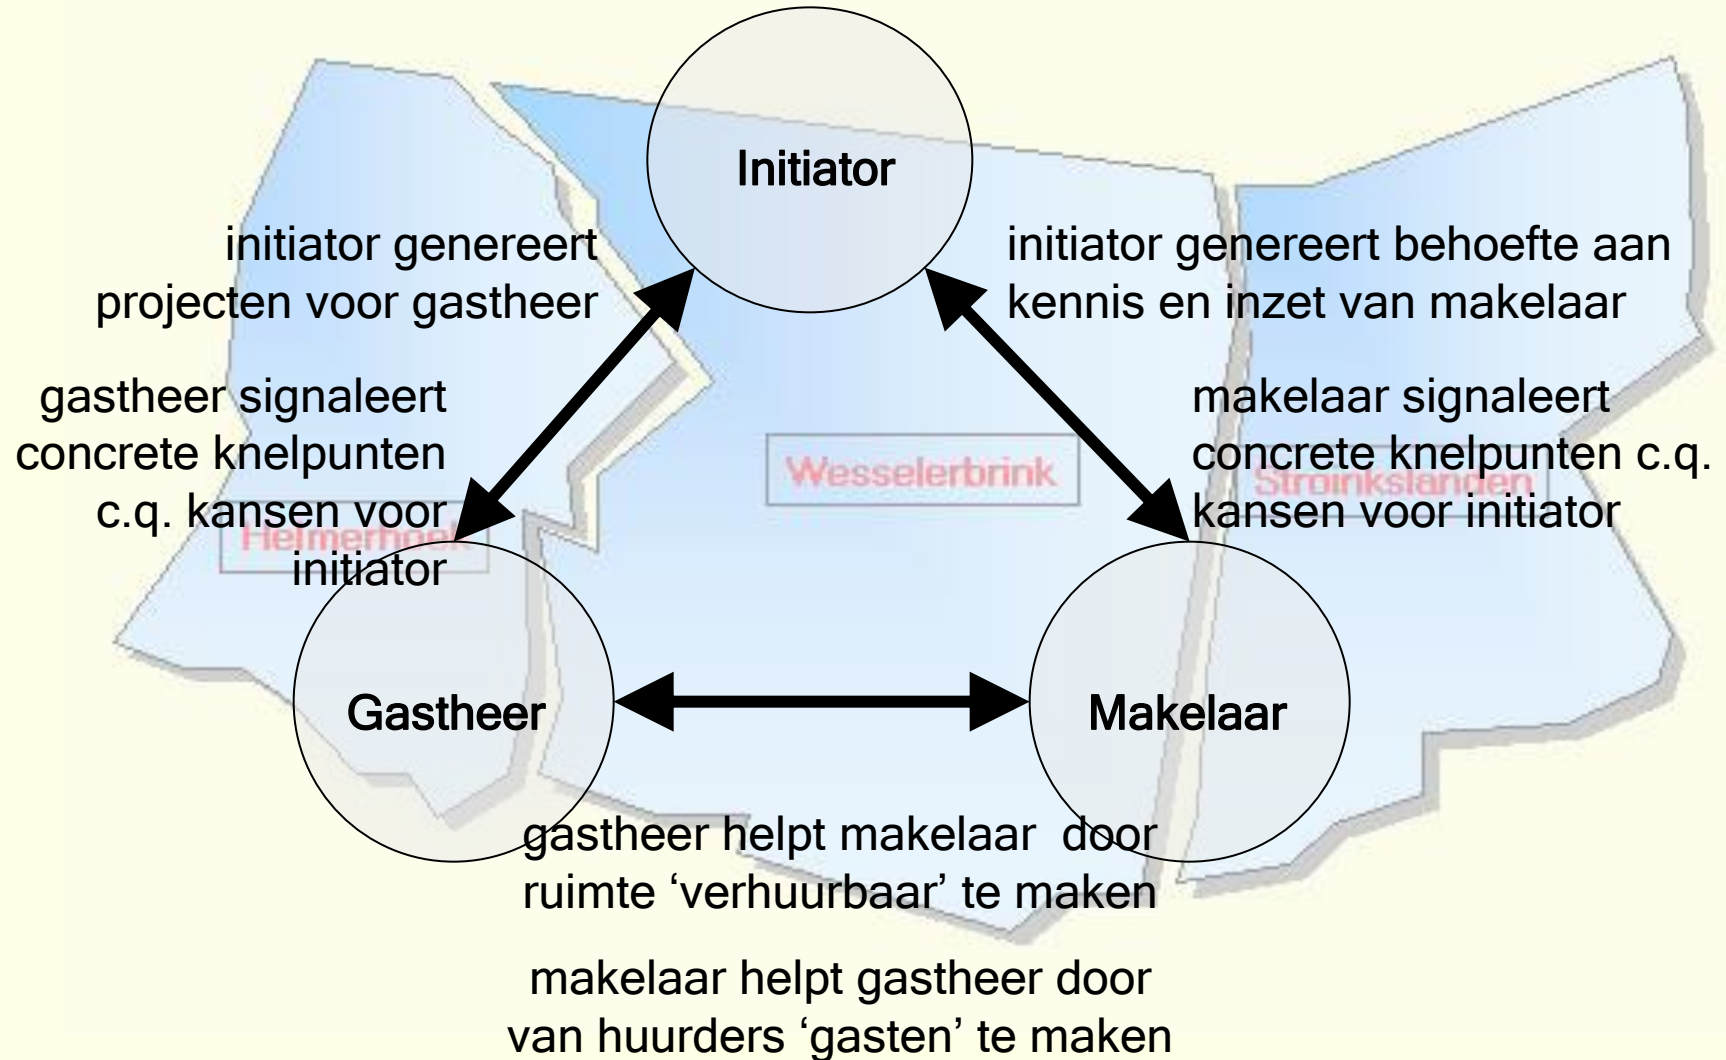 Initiator
initiator genereert
projecten voor gastheer
initiator genereert behoefte aan
kennis en inzet van makelaar
gastheer signaleert
concrete knelpunten
c.q. kansen voor
initiator
makelaar signaleert
concrete knelpunten c.q.
kansen voor initiator
Wesselerbrink
Stroinkslanden
Helmerhoek
Gastheer
Makelaar
gastheer helpt makelaar door
ruimte ‘verhuurbaar’ te maken
makelaar helpt gastheer door
van huurders ‘gasten’ te maken